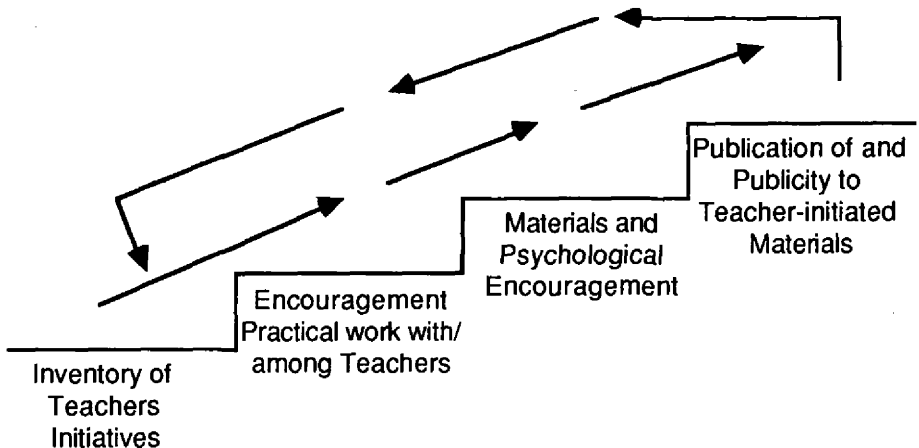 Inventory of
Teachers
Initiatives
Encouragement
Practical work with/
among Teachers
Materials and
Psychological
Encouragement
Publication of and
Publicity to
Teacher-initiated
Materials